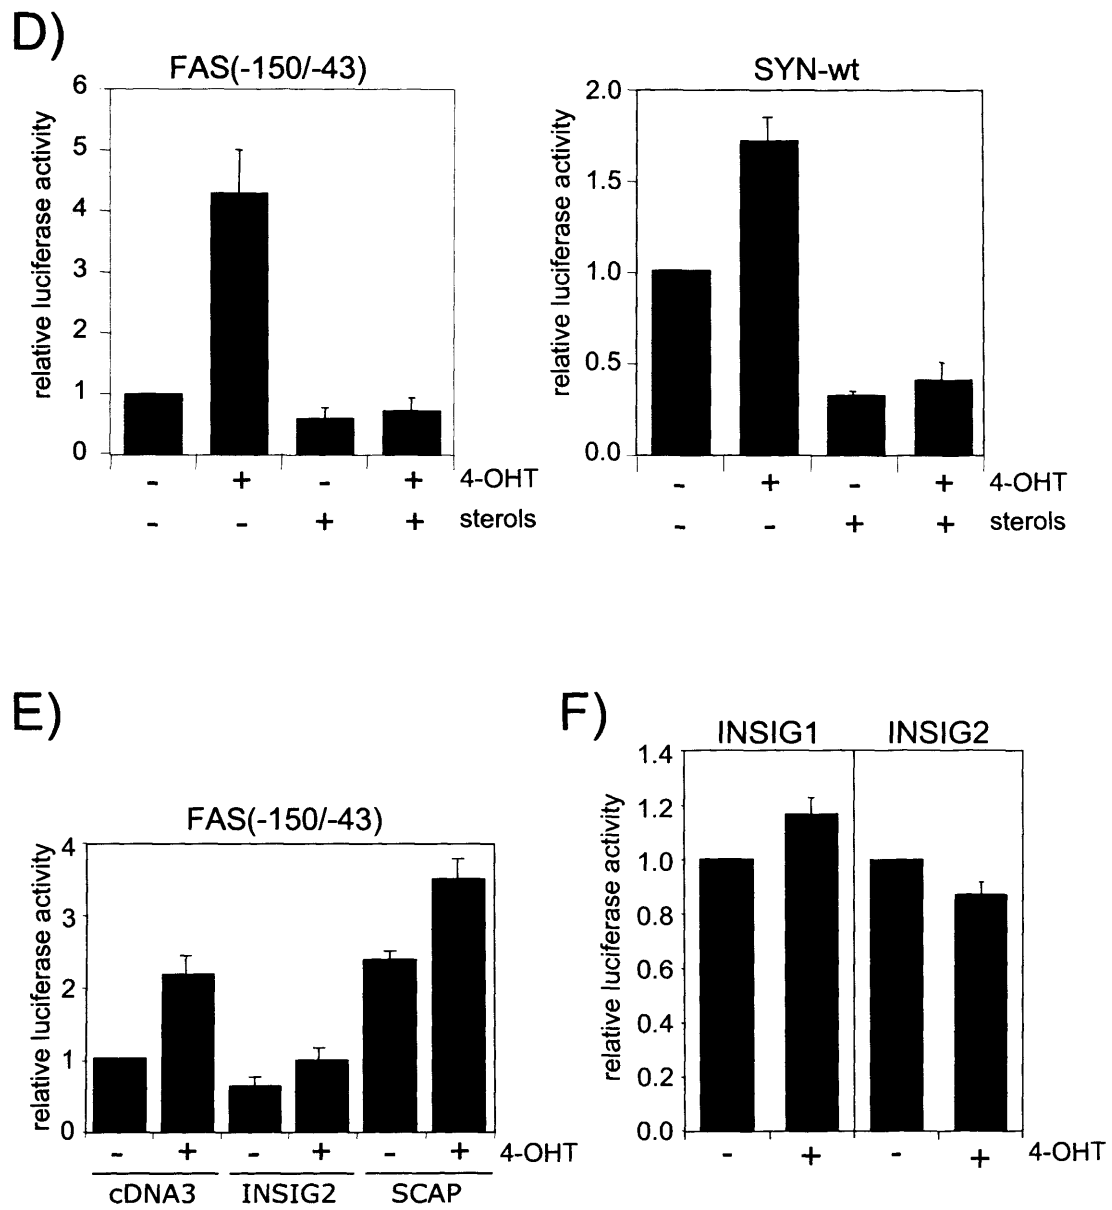 D)
FAS(-150/-43)
relative luciferase activity
6
5
4
3
2
1
0
- + - + 4-OHT
- - + + sterols
SYN-wt
relative luciferase activity
2.0
1.5
1.0
0.5
0.0
- + - + 4-OHT
- - + + sterols
E)
FAS(-150/-43)
relative luciferase activity
4
3
2
1
0
- + - + - + 4-OHT
cDNA3 INSIG2 SCAP
F)
INSIG1 INSIG2
relative luciferase activity
1.4
1.2
1.0
0.8
0.6
0.4
0.2
0.0
- + - + 4-OHT